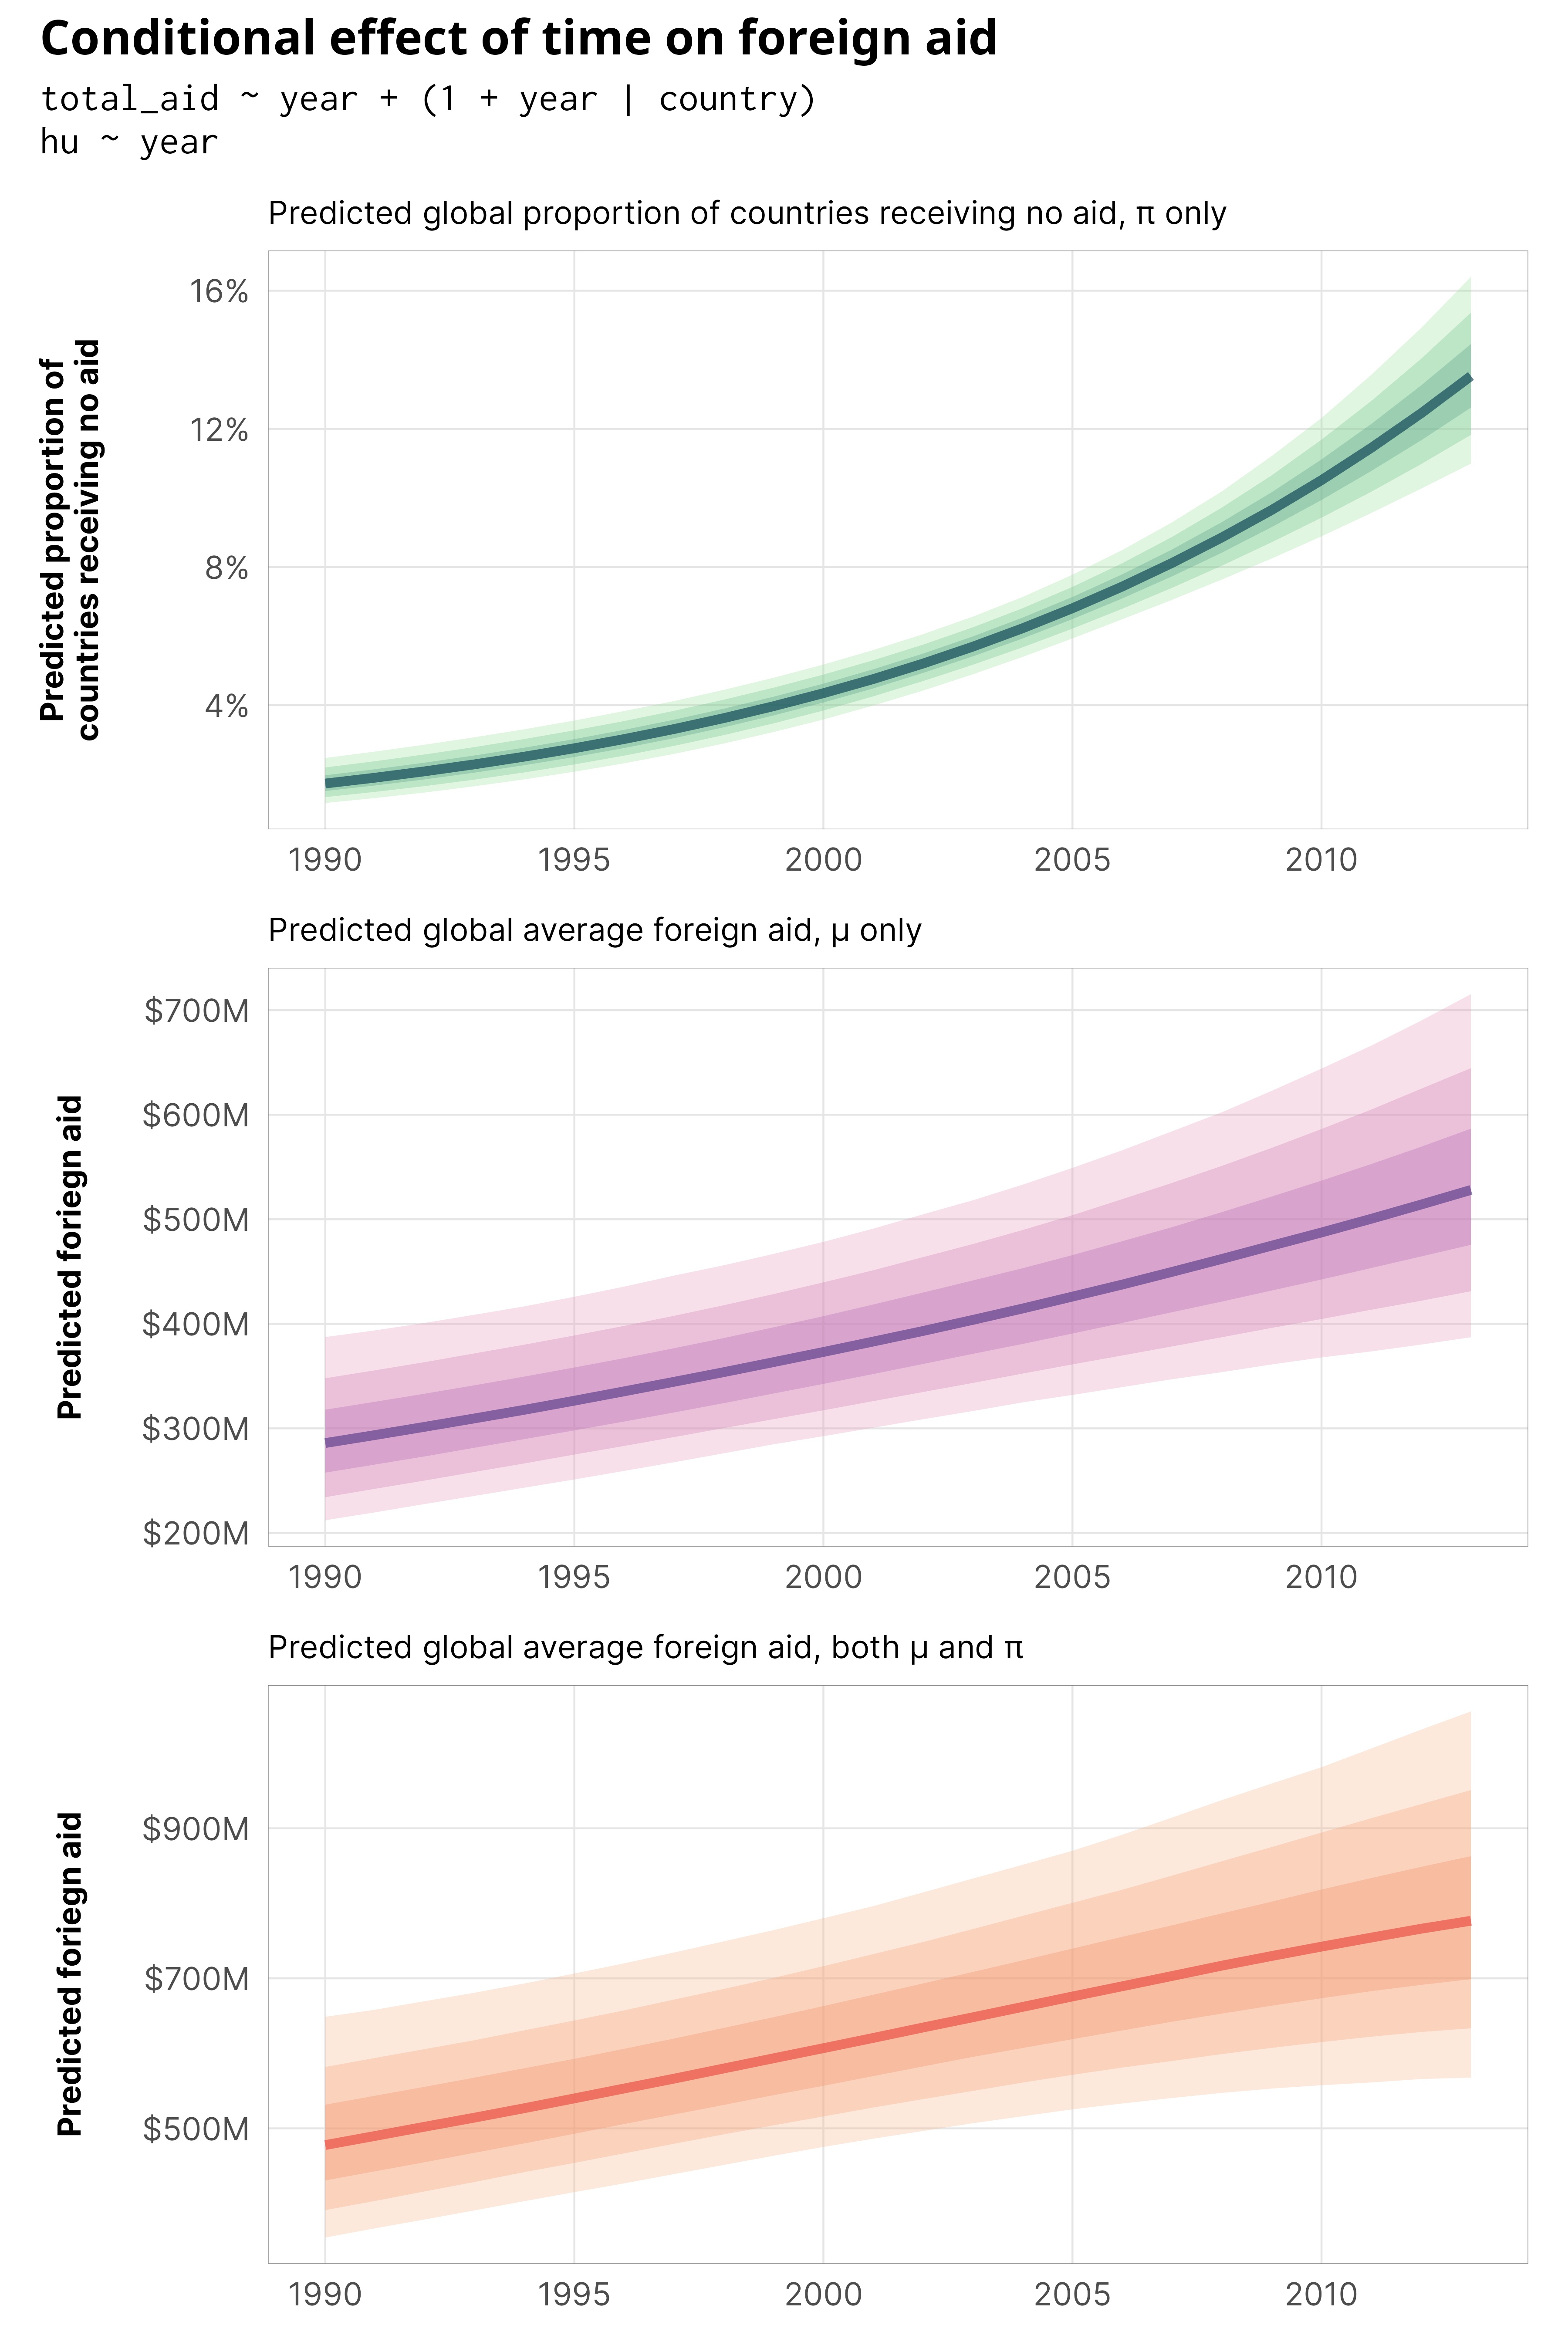 Conditional effect of time on foreign aid
total_aid ~ year + (1 + year | country)
hu ~ year
Predicted global proportion of countries receiving no aid, π only
Predicted proportion of
countries receiving no aid
16%
12%
8%
4%
1990
1995
2000
2005
2010
Predicted global average foreign aid, μ only
Predicted foriegn aid
$700M
$600M
$500M
$400M
$300M
$200M
1990
1995
2000
2005
2010
Predicted global average foreign aid, both μ and π
Predicted foriegn aid
$900M
$700M
$500M
1990
1995
2000
2005
2010